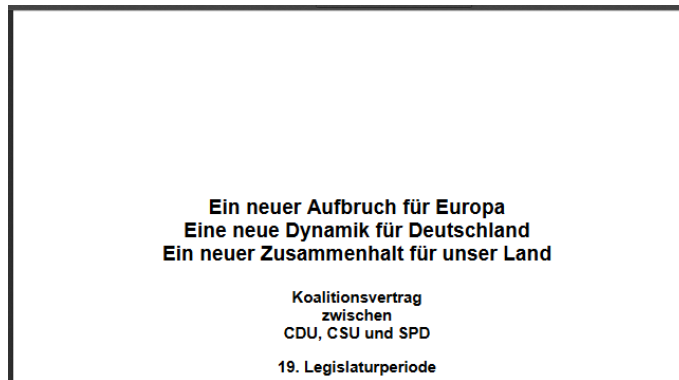 Ein neuer Aufbruch für Europa
Eine neue Dynamik für Deutschland
Ein neuer Zusammenhalt für unser Land
Koalitionsvertrag
zwischen
CDU, CSU und SPD
19. Legislaturperiode